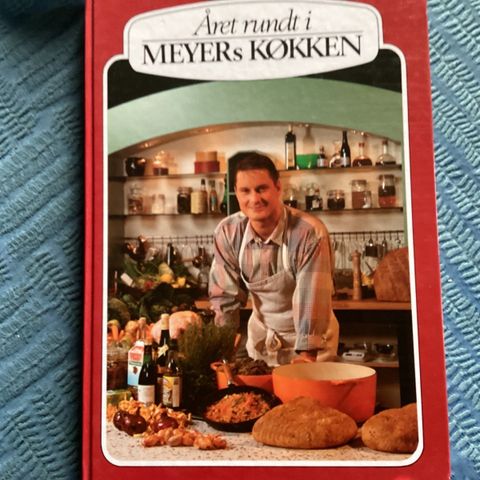 Året rundt i
MEYERs KØKKEN